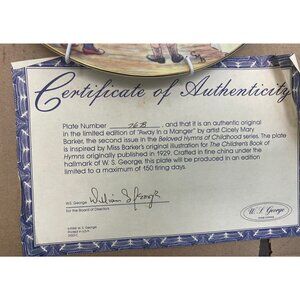 Certificate of Authenticity
Plate Number 76B, and that it is an authentic original
in the limited edition of "Away in a Manger" by artist Cicely Mary
Barker, the second issue in the Beloved Hymns of Childhood series. The plate
is inspired by Miss Barker's original illustration for The Children's Book of
Hymns originally published in 1929. Crafted in fine china under the
hallmark of W. S. George, this plate will be produced in an edition
limited to a maximum of 150 firing days.
W.S. George
For the Board of Directors
Printed in U.S.A.
W. S. George